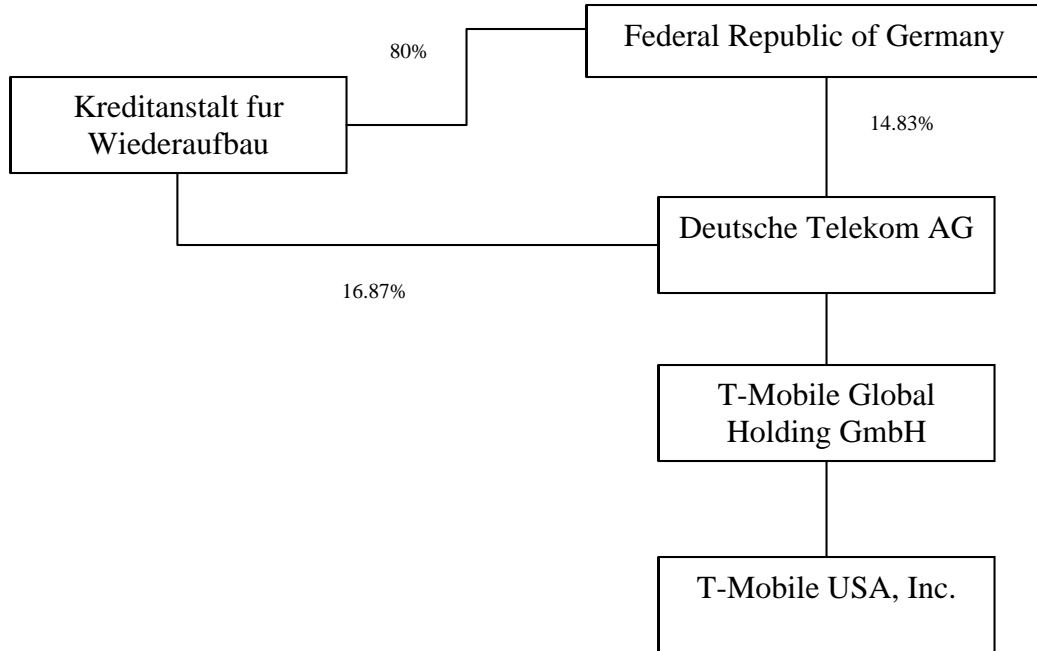 Federal Republic of Germany
80%
Kreditanstalt fur
Wiederaufbau
14.83%
Deutsche Telekom AG
16.87%
T-Mobile Global
Holding GmbH
T-Mobile USA, Inc.